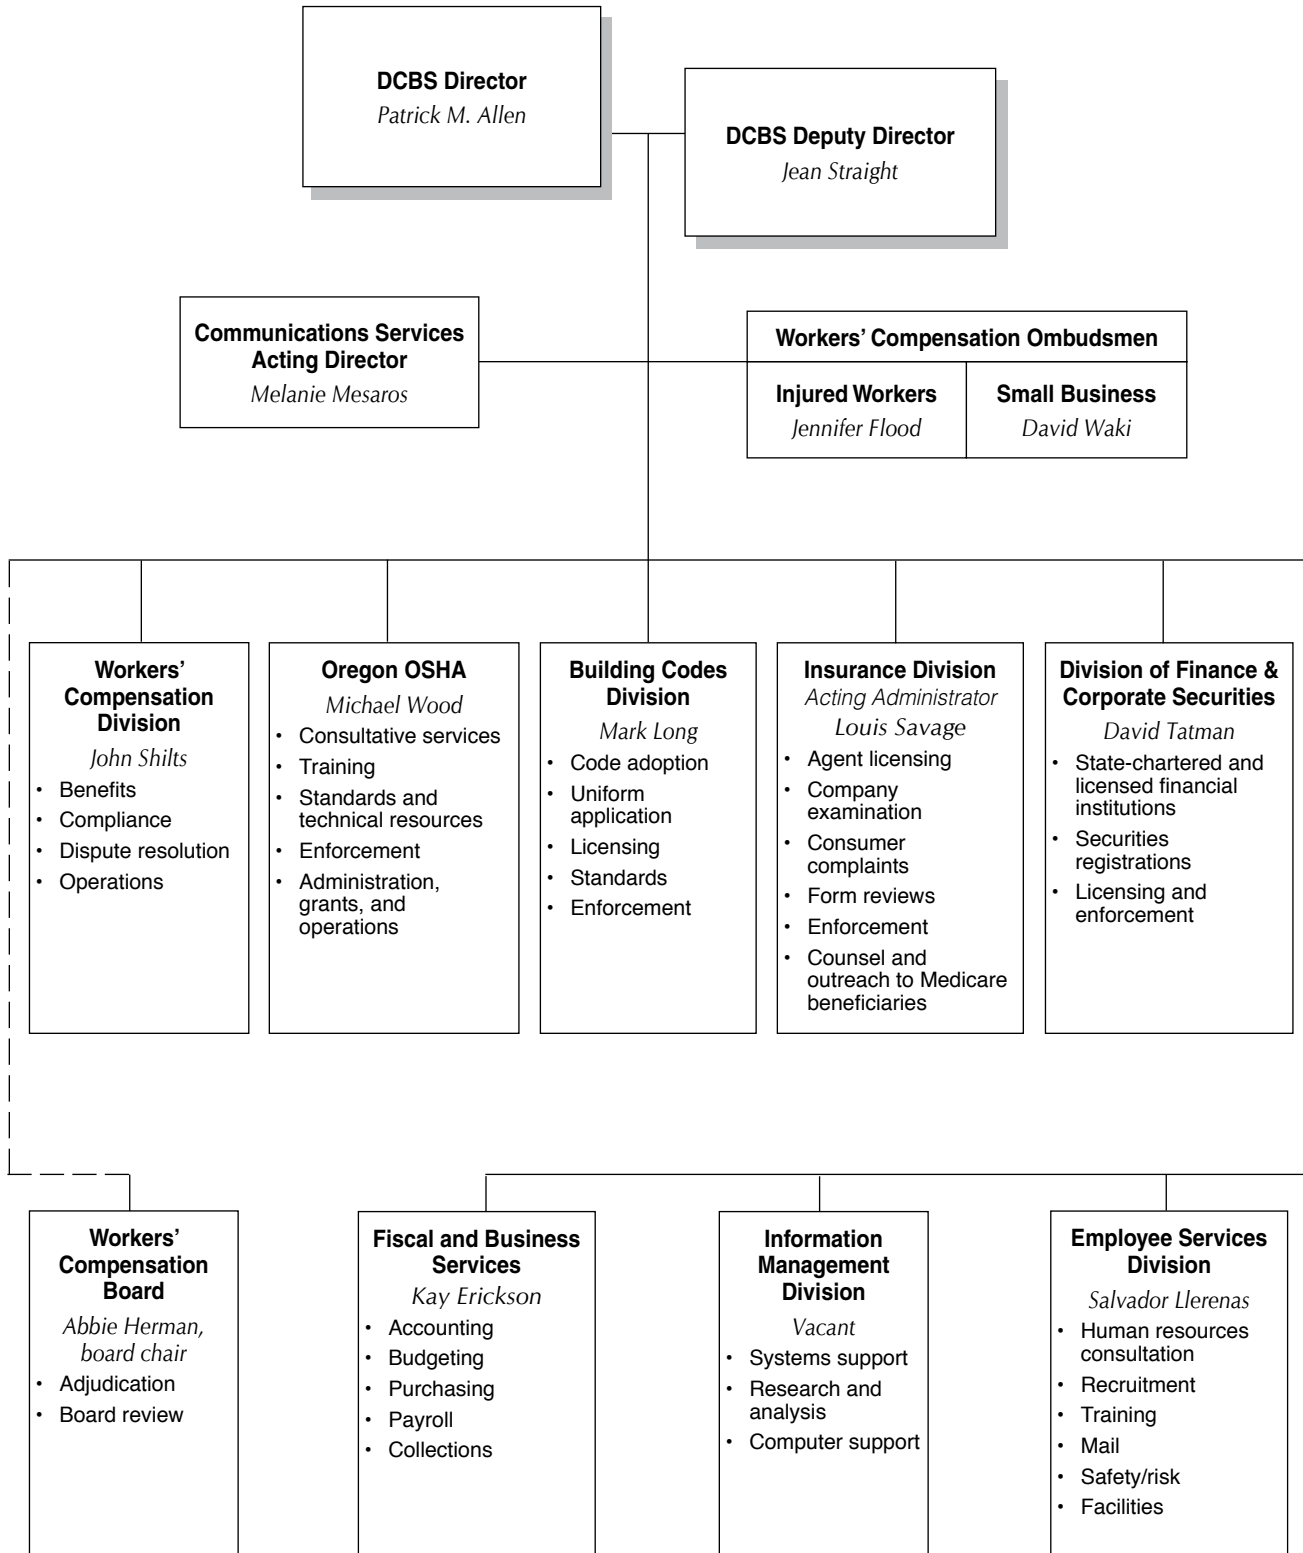 DCBS Director
Patrick M. Allen
DCBS Deputy Director
Jean Straight
Communications Services
Acting Director
Melanie Mesaros
Workers' Compensation Ombudsmen
Injured Workers
Jennifer Flood
Small Business
David Waki
Workers'
Compensation
Division
John Shilts
• Benefits
• Compliance
• Dispute resolution
• Operations
Oregon OSHA
Michael Wood
• Consultative services
• Training
• Standards and
technical resources
• Enforcement
• Administration,
grants, and
operations
Building Codes
Division
Mark Long
• Code adoption
• Uniform
application
• Licensing
• Standards
• Enforcement
Insurance Division
Acting Administrator
Louis Savage
• Agent licensing
• Company
examination
• Consumer
complaints
• Form reviews
• Enforcement
• Counsel and
outreach to Medicare
beneficiaries
Division of Finance &
Corporate Securities
David Tatman
• State-chartered and
licensed financial
institutions
• Securities
registrations
• Licensing and
enforcement
Workers'
Compensation
Board
Abbie Herman,
board chair
• Adjudication
• Board review
Fiscal and Business
Services
Kay Erickson
• Accounting
• Budgeting
• Purchasing
• Payroll
• Collections
Information
Management
Division
Vacant
• Systems support
• Research and
analysis
• Computer support
Employee Services
Division
Salvador Llerenas
• Human resources
consultation
• Recruitment
• Training
• Mail
• Safety/risk
• Facilities